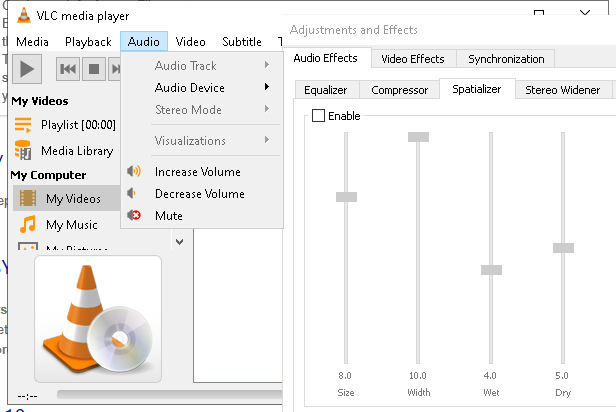 VLC media player
Media Playback Audio Video Subtitle T
Audio Track
Audio Device
Stereo Mode
Visualizations
Increase Volume
Decrease Volume
Mute
My Videos
Playlist [00:00]
Media Library
My Computer
My Videos
My Music
My Pictures
--:--
Adjustments and Effects
Audio Effects Video Effects Synchronization
Equalizer Compressor Spatializer Stereo Widener
Enable
8.0 10.0 4.0 5.0
Size Width Wet Dry